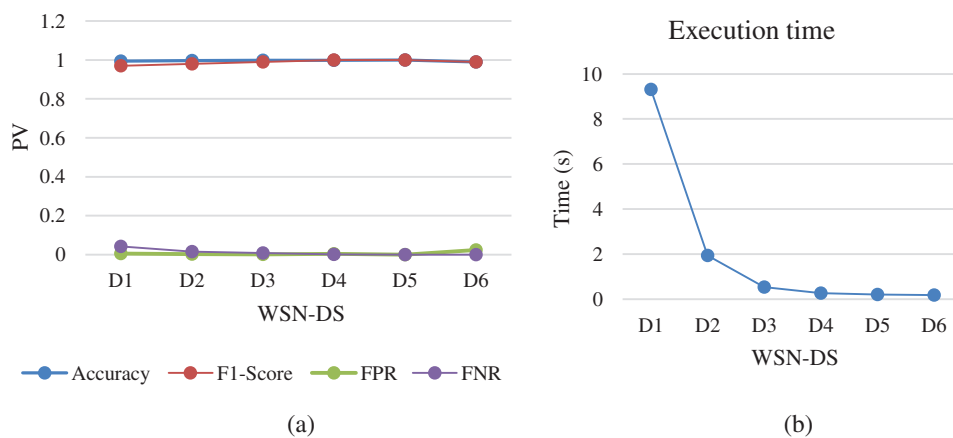 1.2
1
0.8
0.6
0.4
0.2
0
PV
D1 D2 D3 D4 D5 D6
WSN-DS
Accuracy F1-Score FPR FNR
(a)
Execution time
10
8
6
4
2
0
Time (s)
D1 D2 D3 D4 D5 D6
WSN-DS
(b)